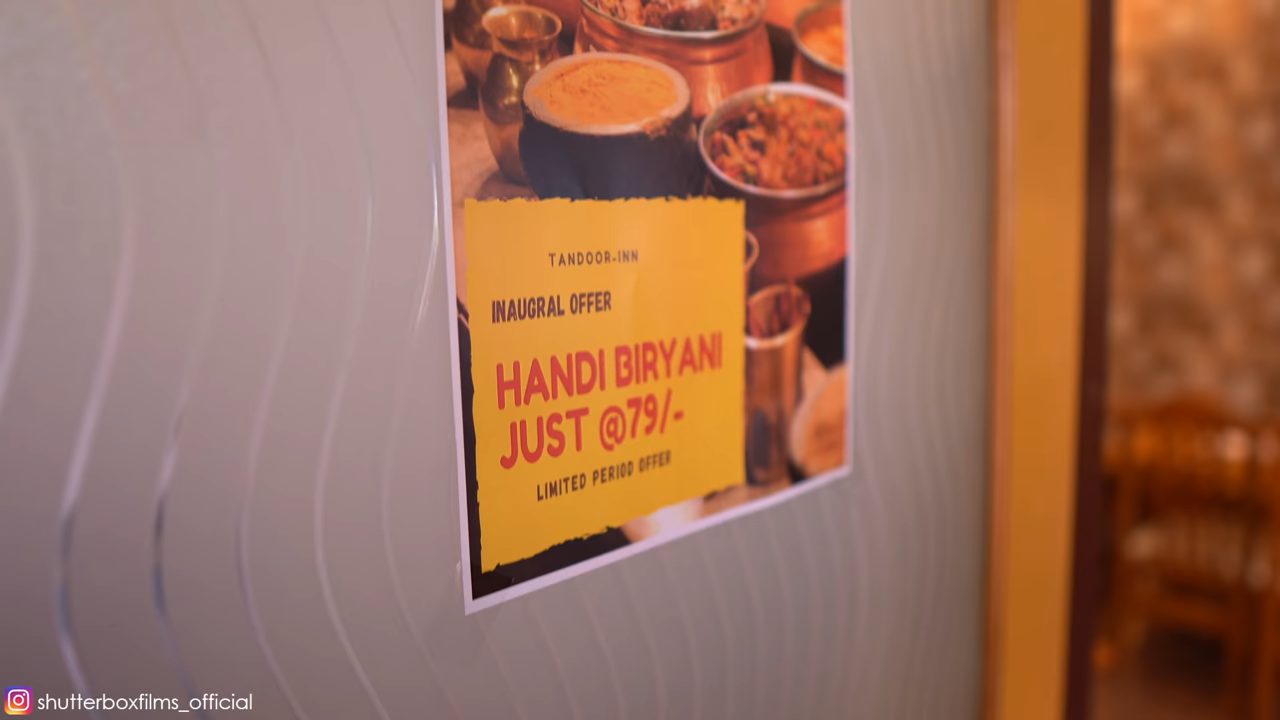 TANDOOR-INN
INAUGRAL OFFER
HANDI BIRYANI
JUST @79/-
LIMITED PERIOD OFFER
shutterboxfilms_official